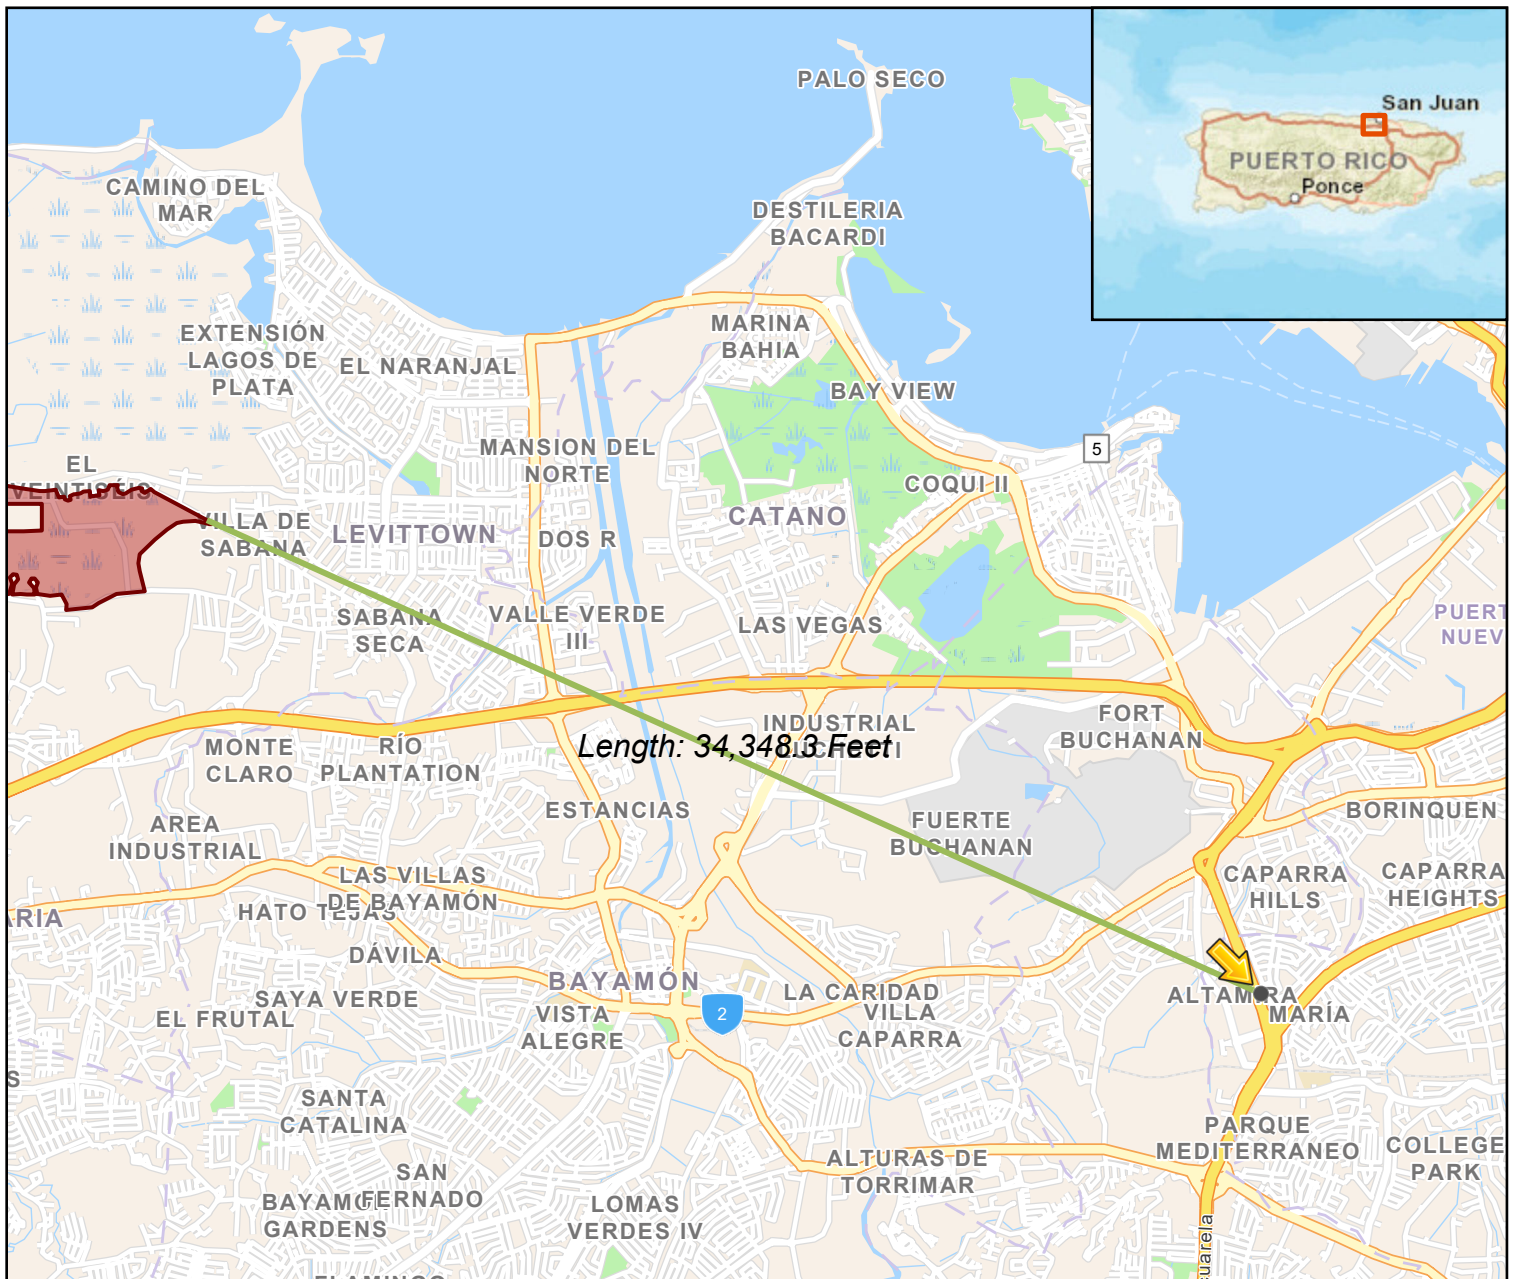 PALO SECO
San Juan
PUERTO RICO
Ponce
CAMINO DEL
MAR
DESTILERIA
BACARDI
EXTENSIÓN
LAGOS DE
PLATA
EL NARANJAL
MARINA
BAHIA
BAY VIEW
MANSION DEL
NORTE
5
EL
VEINTISÉIS
COQUI II
VILLA DE
SABANA
LEVITTOWN
DOS R
CATANO
SABANA
SECA
VALLE VERDE
III
LAS VEGAS
PUERT
NUEV
INDUSTRIAL
Length: 34,348.3 Feet
FORT
BUCHANAN
MONTE
CLARO
RÍO
PLANTATION
ESTANCIAS
FUERTE
BUCHANAN
BORINQUEN
AREA
INDUSTRIAL
LAS VILLAS
DE BAYAMÓN
HATO TEJAS
CAPARRA
HILLS
CAPARRA
HEIGHTS
ARIA
DÁVILA
BAYAMÓN
SAYA VERDE
EL FRUTAL
VISTA
ALEGRE
2
LA CARIDAD
VILLA
CAPARRA
ALTAMIRA
MARÍA
S
SANTA
CATALINA
PARQUE
MEDITERRANEO
COLLEGE
PARK
ALTURAS DE
TORRIMAR
SAN
FERNADO
BAYAMON
GARDENS
LOMAS
VERDES IV
cuarela
FLAMINGO